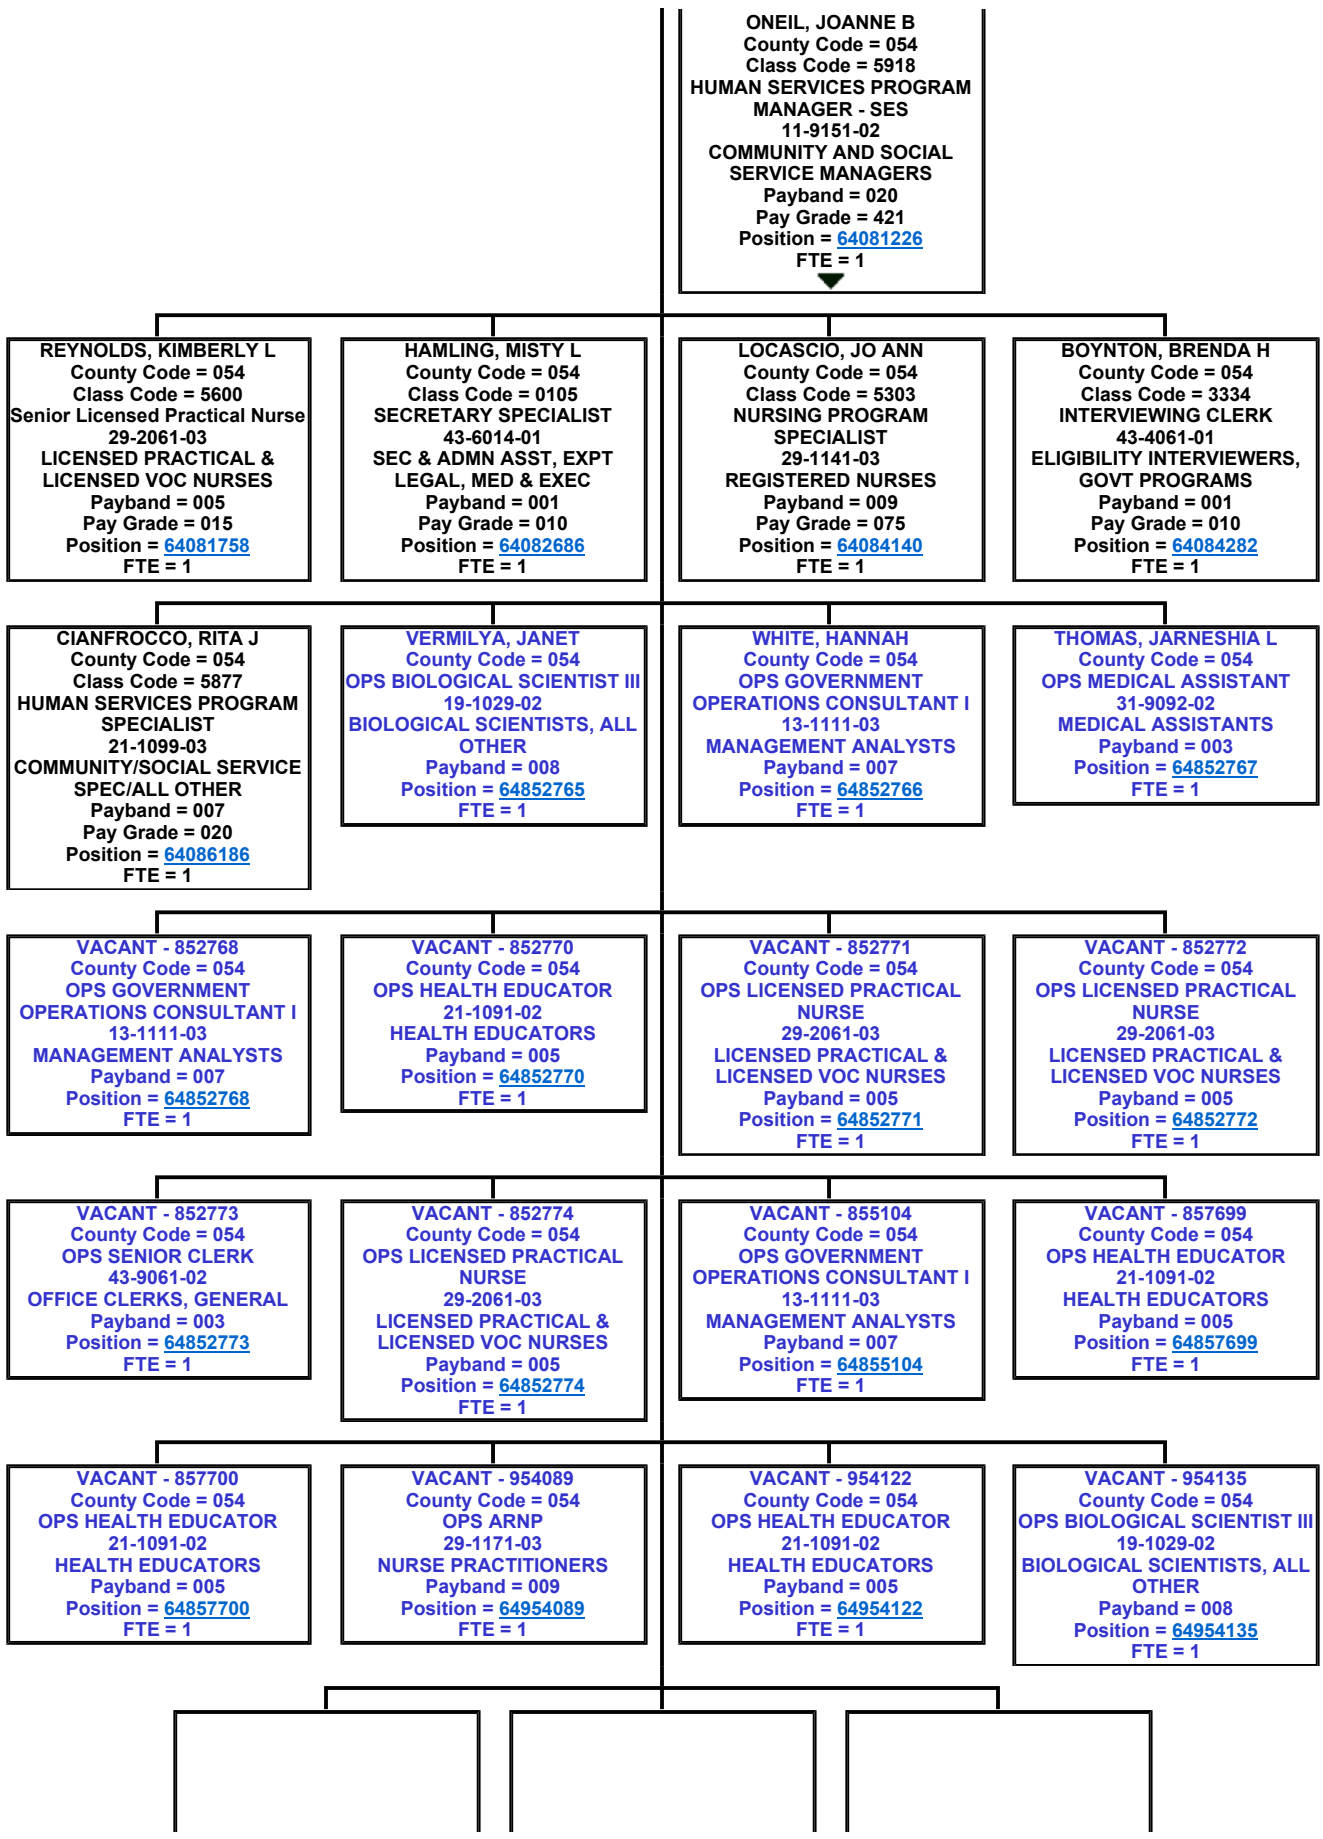 ONEIL, JOANNE B
County Code = 054
Class Code = 5918
HUMAN SERVICES PROGRAM
MANAGER - SES
11-9151-02
COMMUNITY AND SOCIAL
SERVICE MANAGERS
Payband = 020
Pay Grade = 421
Position = 64081226
FTE = 1
REYNOLDS, KIMBERLY L
County Code = 054
Class Code = 5600
Senior Licensed Practical Nurse
29-2061-03
LICENSED PRACTICAL &
LICENSED VOC NURSES
Payband = 005
Pay Grade = 015
Position = 64081758
FTE = 1
HAMLING, MISTY L
County Code = 054
Class Code = 0105
SECRETARY SPECIALIST
43-6014-01
SEC & ADMN ASST, EXPT
LEGAL, MED & EXEC
Payband = 001
Pay Grade = 010
Position = 64082686
FTE = 1
LOCASCIO, JO ANN
County Code = 054
Class Code = 5303
NURSING PROGRAM
SPECIALIST
29-1141-03
REGISTERED NURSES
Payband = 009
Pay Grade = 075
Position = 64084140
FTE = 1
BOYNTON, BRENDA H
County Code = 054
Class Code = 3334
INTERVIEWING CLERK
43-4061-01
ELIGIBILITY INTERVIEWERS,
GOVT PROGRAMS
Payband = 001
Pay Grade = 010
Position = 64084282
FTE = 1
CIANFROCCO, RITA J
County Code = 054
Class Code = 5877
HUMAN SERVICES PROGRAM
SPECIALIST
21-1099-03
COMMUNITY/SOCIAL SERVICE
SPEC/ALL OTHER
Payband = 007
Pay Grade = 020
Position = 64086186
FTE = 1
VERMILYA, JANET
County Code = 054
OPS BIOLOGICAL SCIENTIST III
19-1029-02
BIOLOGICAL SCIENTISTS, ALL
OTHER
Payband = 008
Position = 64852765
FTE = 1
WHITE, HANNAH
County Code = 054
OPS GOVERNMENT
OPERATIONS CONSULTANT I
13-1111-03
MANAGEMENT ANALYSTS
Payband = 007
Position = 64852766
FTE = 1
THOMAS, JARNESHIA L
County Code = 054
OPS MEDICAL ASSISTANT
31-9092-02
MEDICAL ASSISTANTS
Payband = 003
Position = 64852767
FTE = 1
VACANT - 852768
County Code = 054
OPS GOVERNMENT
OPERATIONS CONSULTANT I
13-1111-03
MANAGEMENT ANALYSTS
Payband = 007
Position = 64852768
FTE = 1
VACANT - 852770
County Code = 054
OPS HEALTH EDUCATOR
21-1091-02
HEALTH EDUCATORS
Payband = 005
Position = 64852770
FTE = 1
VACANT - 852771
County Code = 054
OPS LICENSED PRACTICAL
NURSE
29-2061-03
LICENSED PRACTICAL &
LICENSED VOC NURSES
Payband = 005
Position = 64852771
FTE = 1
VACANT - 852772
County Code = 054
OPS LICENSED PRACTICAL
NURSE
29-2061-03
LICENSED PRACTICAL &
LICENSED VOC NURSES
Payband = 005
Position = 64852772
FTE = 1
VACANT - 852773
County Code = 054
OPS SENIOR CLERK
43-9061-02
OFFICE CLERKS, GENERAL
Payband = 003
Position = 64852773
FTE = 1
VACANT - 852774
County Code = 054
OPS LICENSED PRACTICAL
NURSE
29-2061-03
LICENSED PRACTICAL &
LICENSED VOC NURSES
Payband = 005
Position = 64852774
FTE = 1
VACANT - 855104
County Code = 054
OPS GOVERNMENT
OPERATIONS CONSULTANT I
13-1111-03
MANAGEMENT ANALYSTS
Payband = 007
Position = 64855104
FTE = 1
VACANT - 857699
County Code = 054
OPS HEALTH EDUCATOR
21-1091-02
HEALTH EDUCATORS
Payband = 005
Position = 64857699
FTE = 1
VACANT - 857700
County Code = 054
OPS HEALTH EDUCATOR
21-1091-02
HEALTH EDUCATORS
Payband = 005
Position = 64857700
FTE = 1
VACANT - 954089
County Code = 054
OPS ARNP
29-1171-03
NURSE PRACTITIONERS
Payband = 009
Position = 64954089
FTE = 1
VACANT - 954122
County Code = 054
OPS HEALTH EDUCATOR
21-1091-02
HEALTH EDUCATORS
Payband = 005
Position = 64954122
FTE = 1
VACANT - 954135
County Code = 054
OPS BIOLOGICAL SCIENTIST III
19-1029-02
BIOLOGICAL SCIENTISTS, ALL
OTHER
Payband = 008
Position = 64954135
FTE = 1